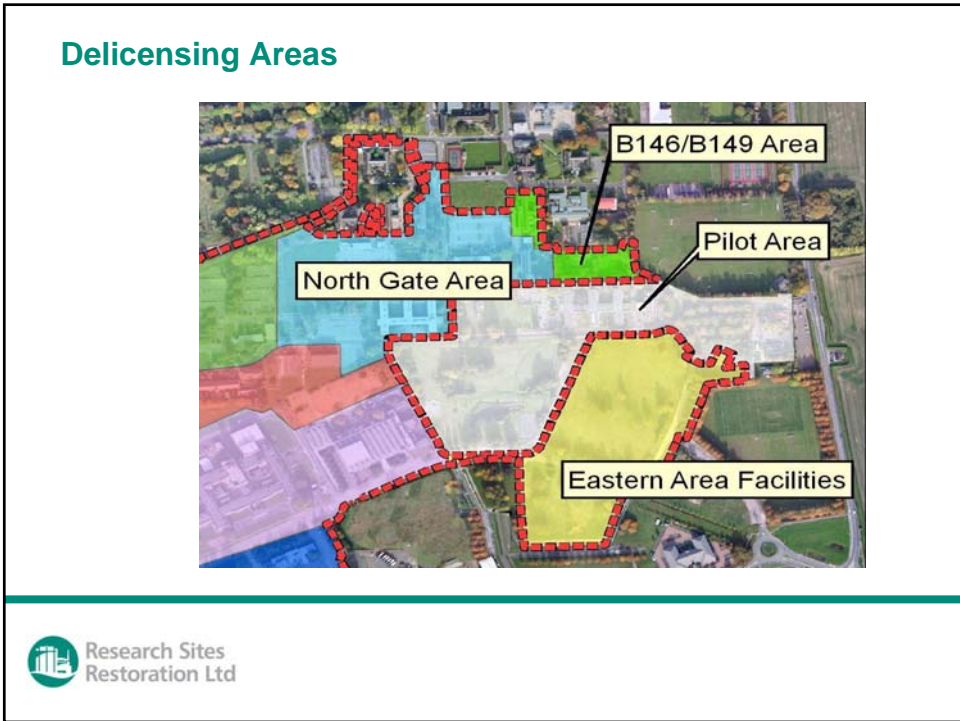 Delicensing Areas
B146/B149 Area
Pilot Area
North Gate Area
Eastern Area Facilities
Research Sites
Restoration Ltd